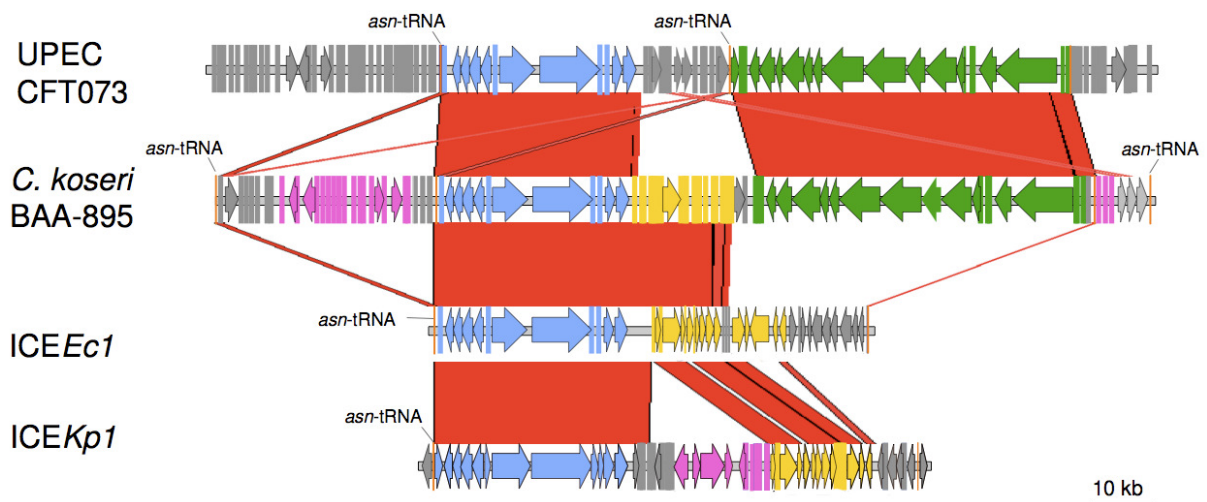 asn-tRNA
asn-tRNA
UPEC
CFT073
asn-tRNA
asn-tRNA
C. koseri
BAA-895
asn-tRNA
ICEEc1
asn-tRNA
ICEKp1
10 kb